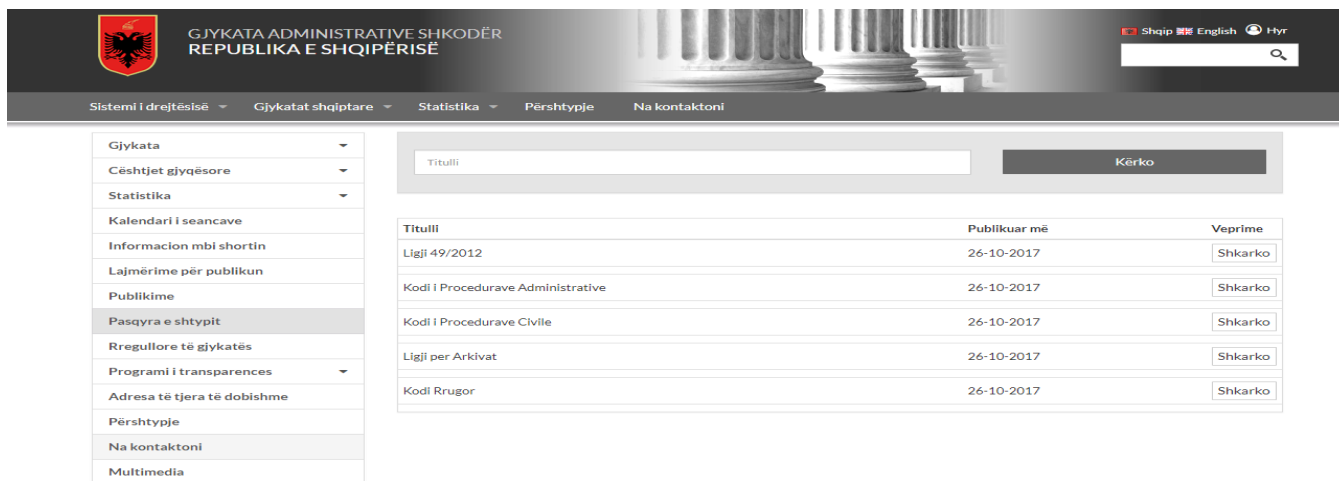 GJYKATA ADMINISTRATIVE SHKODËR
REPUBLIKA E SHQIPËRISË
Shqip English Hyr
Sistemi i drejtësisë Gjykatat shqiptare Statistika Përshtypje Na kontaktoni
Gjykata
Cështjet gjyqësore
Statistika
Kalendari i seancave
Informacion mbi shortin
Lajmërime për publikun
Publikime
Pasqyra e shtypit
Rregullore të gjykatës
Programi i transparences
Adresa të tjera të dobishme
Përshtypje
Na kontaktoni
Multimedia
Titulli Kërko
Titulli Publikuar më Veprime
Ligji 49/2012 26-10-2017 Shkarko
Kodi i Procedurave Administrative 26-10-2017 Shkarko
Kodi i Procedurave Civile 26-10-2017 Shkarko
Ligji per Arkivat 26-10-2017 Shkarko
Kodi Rrugor 26-10-2017 Shkarko